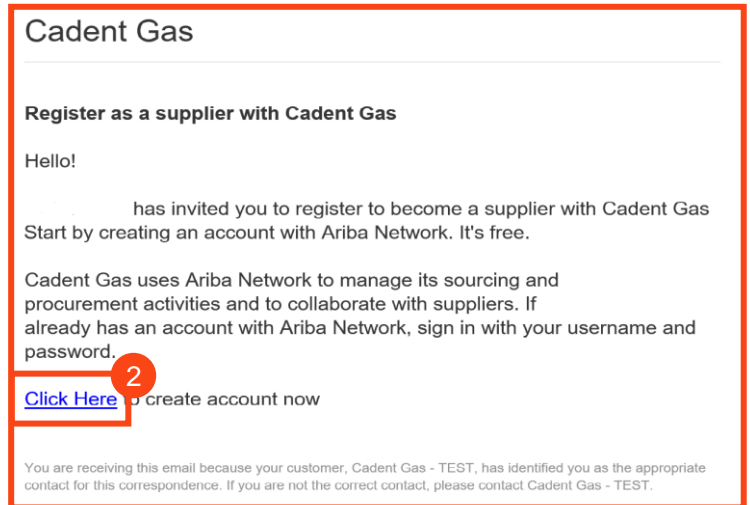 Cadent Gas
Register as a supplier with Cadent Gas
Hello!
has invited you to register to become a supplier with Cadent Gas
Start by creating an account with Ariba Network. It's free.
Cadent Gas uses Ariba Network to manage its sourcing and
procurement activities and to collaborate with suppliers. If
already has an account with Ariba Network, sign in with your username and
password.
2
Click Here to create account now
You are receiving this email because your customer, Cadent Gas - TEST, has identified you as the appropriate
contact for this correspondence. If you are not the correct contact, please contact Cadent Gas - TEST.